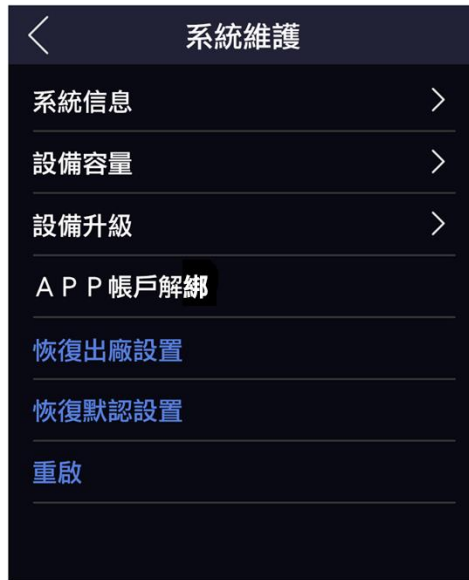 系統維護
系統信息
設備容量
設備升級
ＡＰＰ帳戶解綁
恢復出廠設置
恢復默認設置
重啟